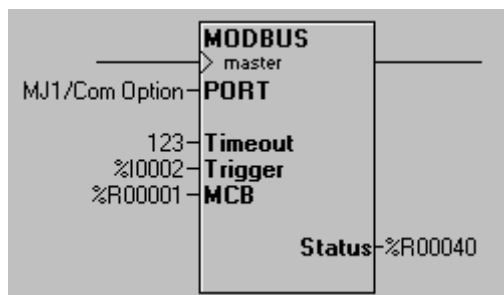 MODBUS
master
MJ1/Com Option PORT
123 Timeout
%I0002 Trigger
%R00001 MCB
Status %R00040